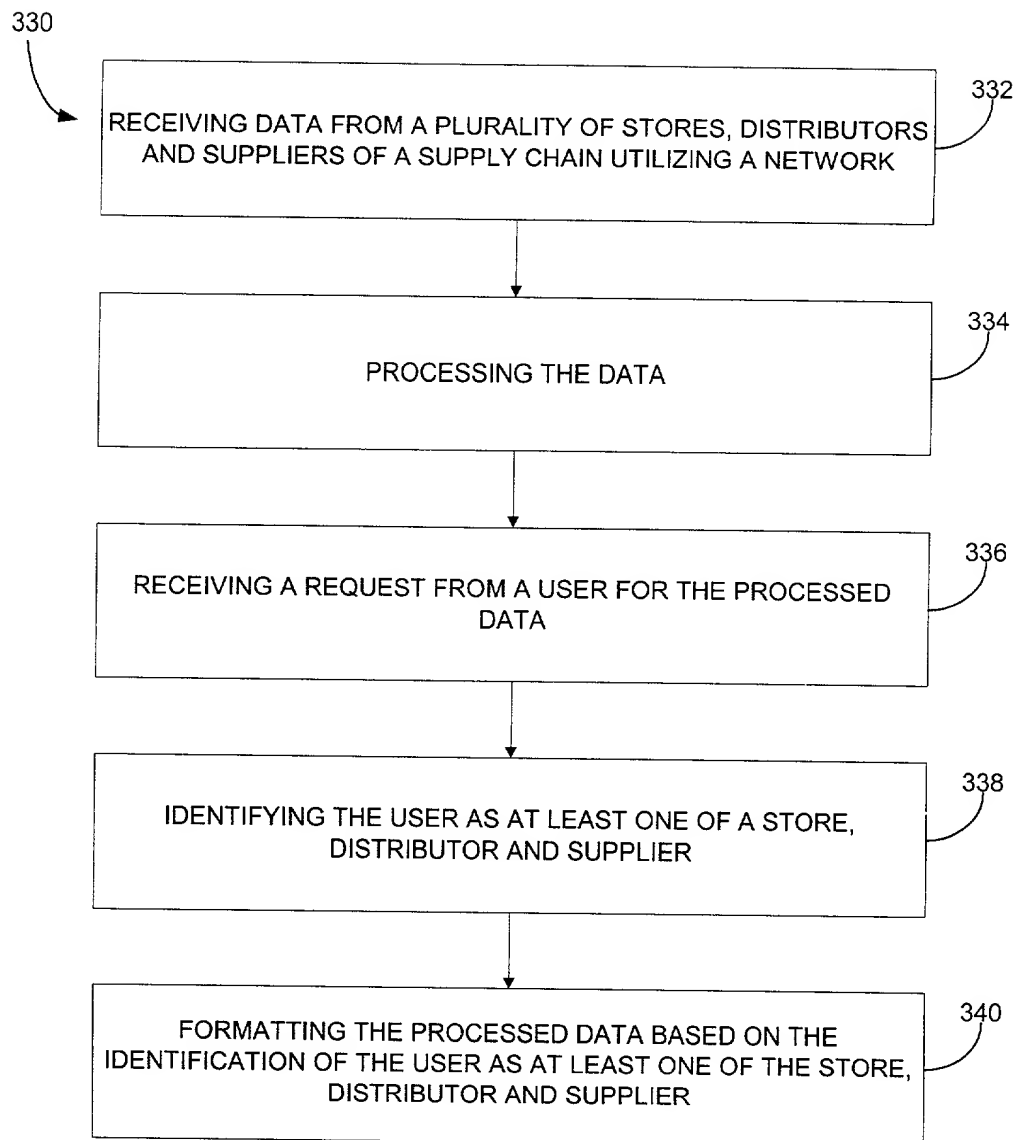 330
332
RECEIVING DATA FROM A PLURALITY OF STORES, DISTRIBUTORS
AND SUPPLIERS OF A SUPPLY CHAIN UTILIZING A NETWORK
334
PROCESSING THE DATA
336
RECEIVING A REQUEST FROM A USER FOR THE PROCESSED
DATA
338
IDENTIFYING THE USER AS AT LEAST ONE OF A STORE,
DISTRIBUTOR AND SUPPLIER
340
FORMATTING THE PROCESSED DATA BASED ON THE
IDENTIFICATION OF THE USER AS AT LEAST ONE OF THE STORE,
DISTRIBUTOR AND SUPPLIER